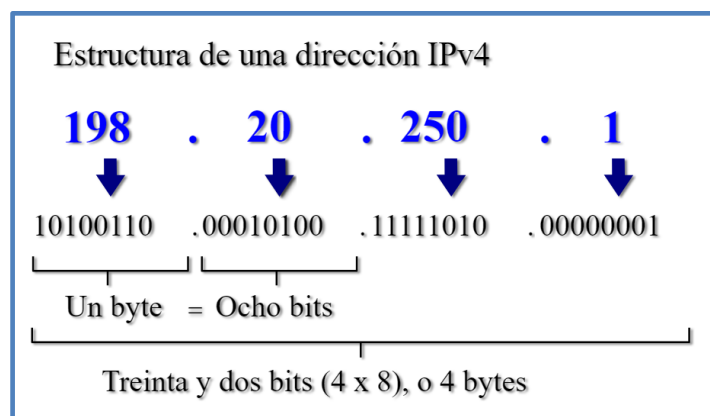 Estructura de una dirección IPv4
198 . 20 . 250 . 1
10100110 .00010100 .11111010 .00000001
Un byte = Ocho bits
Treinta y dos bits (4 x 8), o 4 bytes